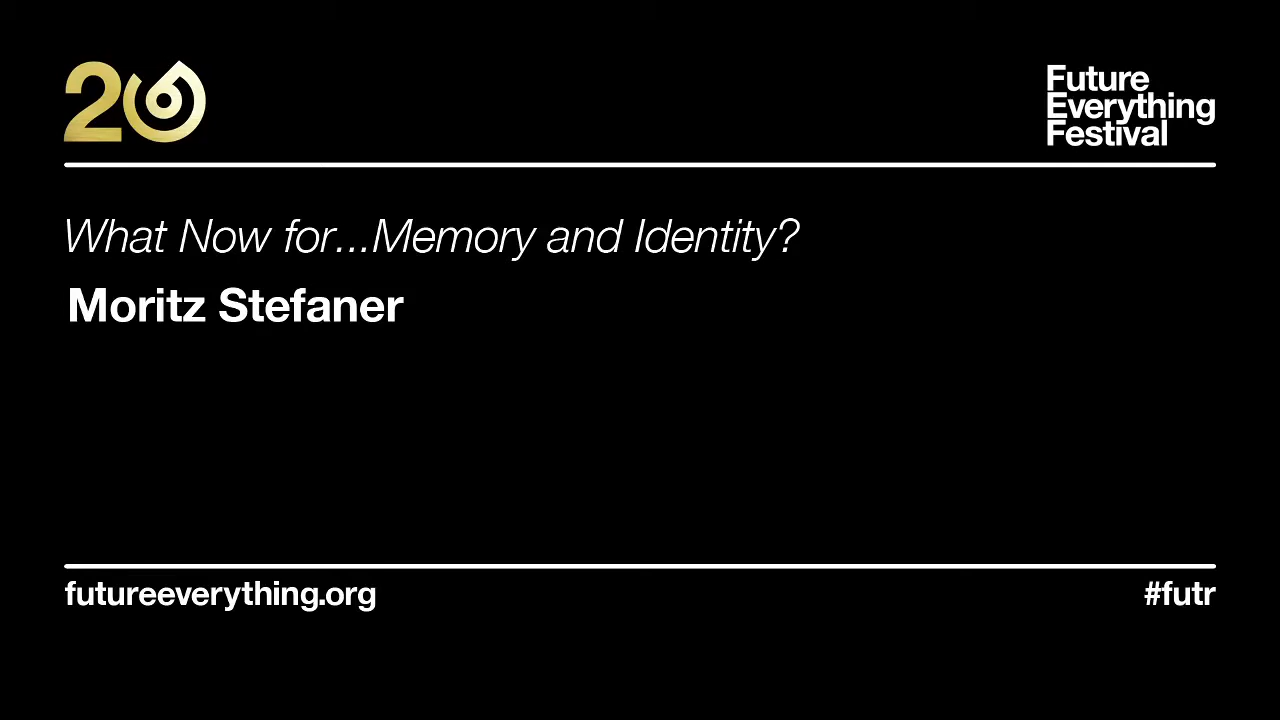 20
Future
Everything
Festival
What Now for...Memory and Identity?
Moritz Stefaner
futureeverything.org
#futr